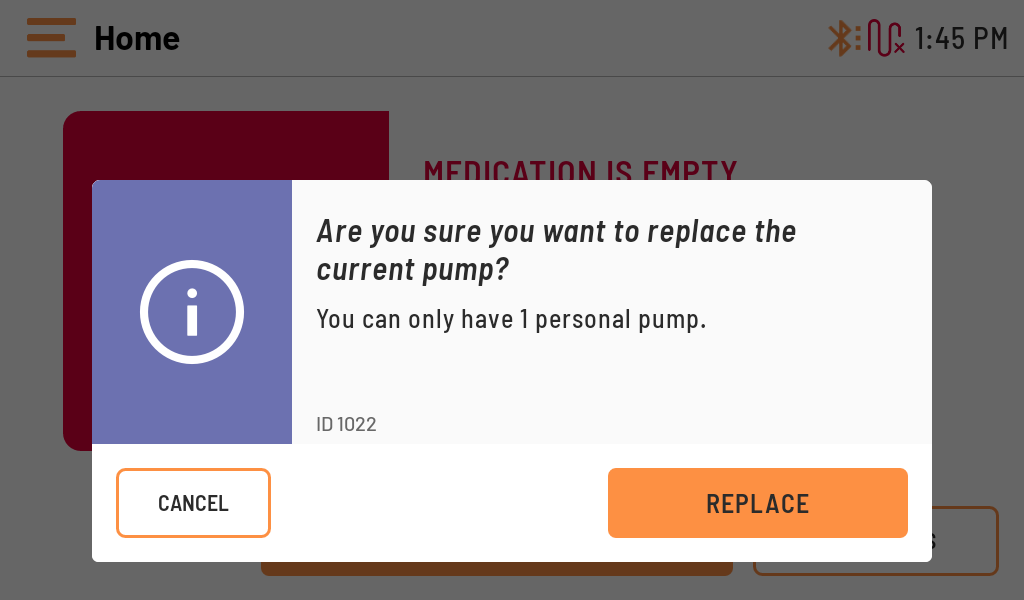 Home
1:45 PM
MEDICATION IS EMPTY
Are you sure you want to replace the
current pump?
You can only have 1 personal pump.
ID 1022
CANCEL
REPLACE